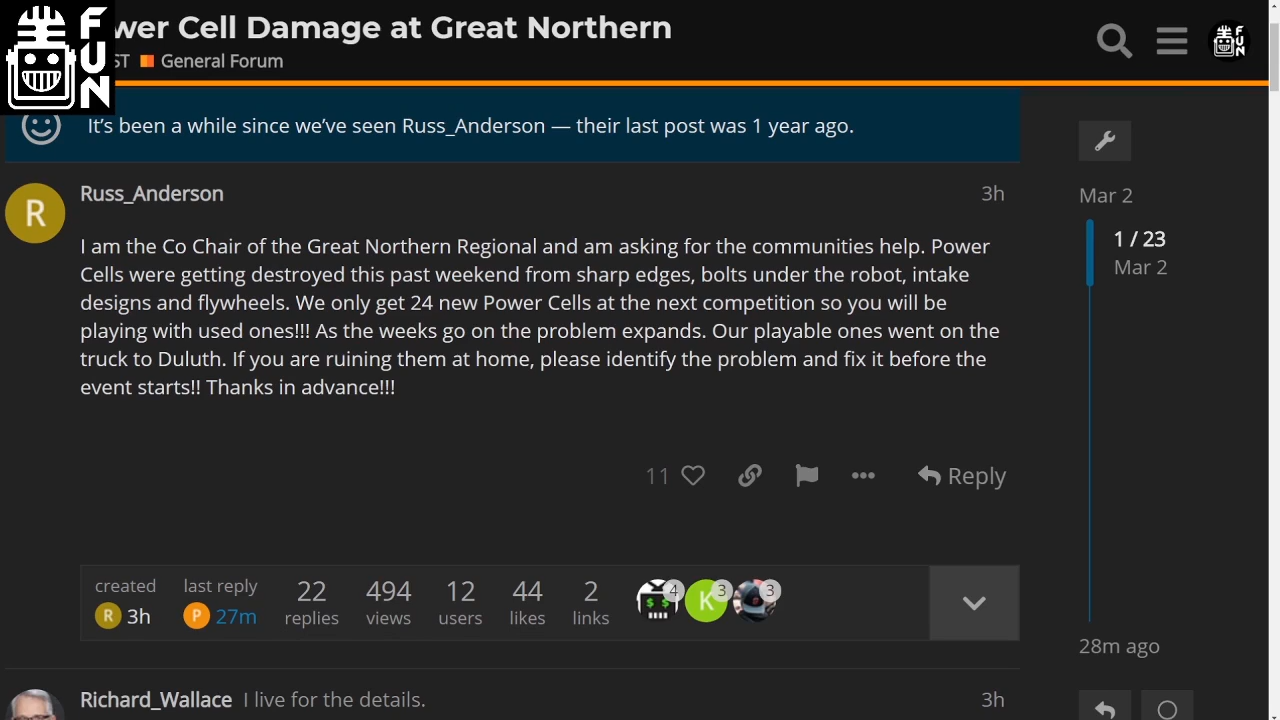 FUN
wer Cell Damage at Great Northern
ST General Forum
FUN
It's been a while since we've seen Russ_Anderson — their last post was 1 year ago.
R
Russ_Anderson
3h
I am the Co Chair of the Great Northern Regional and am asking for the communities help. Power
Cells were getting destroyed this past weekend from sharp edges, bolts under the robot, intake
designs and flywheels. We only get 24 new Power Cells at the next competition so you will be
playing with used ones!!! As the weeks go on the problem expands. Our playable ones went on the
truck to Duluth. If you are ruining them at home, please identify the problem and fix it before the
event starts!! Thanks in advance!!!
11
Reply
created
last reply
22
494
12
44
2
4
K
3
3
R 3h
P 27m
replies
views
users
likes
links
Richard_Wallace I live for the details.
3h
Mar 2
1 / 23
Mar 2
28m ago